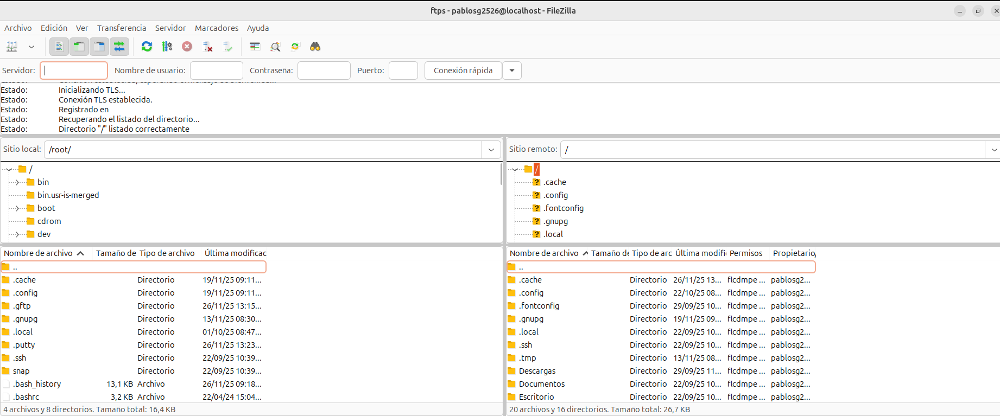 ftps - pablosg2526@localhost - FileZilla
Archivo Edición Ver Transferencia Servidor Marcadores Ayuda
Servidor: Nombre de usuario: Contraseña: Puerto: Conexión rápida
Estado: Inicializando TLS...
Estado: Conexión TLS establecida.
Estado: Registrado en
Estado: Recuperando el listado del directorio...
Estado: Directorio "/" listado correctamente
Sitio local: /root/
/
bin
bin.usr-is-merged
boot
cdrom
dev
Sitio remoto: /
/
.cache
.config
.fontconfig
.gnupg
.local
Nombre de archivo Tamaño de Tipo de archivo Última modificac
..
.cache Directorio 19/11/25 09:11...
.config Directorio 19/11/25 09:11...
.gftp Directorio 26/11/25 13:15...
.gnupg Directorio 13/11/25 08:30...
.local Directorio 01/10/25 08:47...
.putty Directorio 26/11/25 13:23...
.ssh Directorio 22/09/25 10:39...
snap Directorio 22/09/25 10:39...
.bash_history 13,1 KB Archivo 26/11/25 09:18...
.bashrc 3,2 KB Archivo 22/04/24 15:04...
4 archivos y 8 directorios. Tamaño total: 16,4 KB
Nombre de archivo Tamaño de Tipo de arc Última modifi Permisos Propietario/
..
.cache Directorio 26/11/25 13... flcdmpe ... pablosg2...
.config Directorio 22/10/25 08... flcdmpe ... pablosg2...
.fontconfig Directorio 29/09/25 10... flcdmpe ... pablosg2...
.gnupg Directorio 19/11/25 09... flcdmpe ... pablosg2...
.local Directorio 22/09/25 10... flcdmpe ... pablosg2...
.ssh Directorio 22/09/25 10... flcdmpe ... pablosg2...
.tmp Directorio 13/11/25 08... flcdmpe ... pablosg2...
Descargas Directorio 29/09/25 11... flcdmpe ... pablosg2...
Documentos Directorio 22/09/25 10... flcdmpe ... pablosg2...
Escritorio Directorio 22/09/25 10... flcdmpe ... pablosg2...
20 archivos y 16 directorios. Tamaño total: 26,7 KB